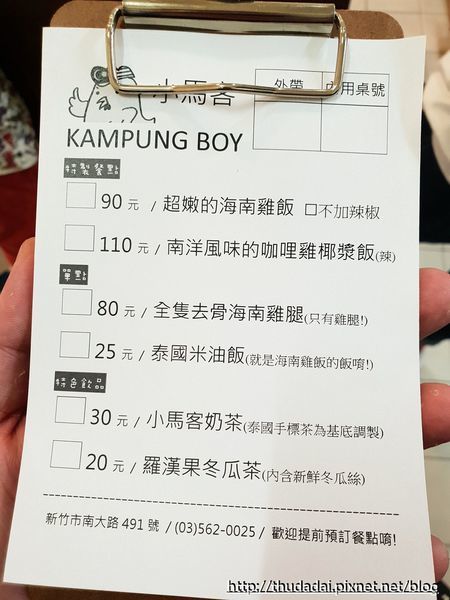 小馬客
外帶
內用桌號
KAMPUNG BOY
特製餐點
90 元 / 超嫩的海南雞飯 □不加辣椒
110 元 / 南洋風味的咖哩雞椰漿飯(辣)
單點
80 元 / 全隻去骨海南雞腿(只有雞腿!)
25 元 / 泰國米油飯(就是海南雞飯的飯唷!)
特色飲品
30 元 / 小馬客奶茶(泰國手標茶為基底調製)
20 元 / 羅漢果冬瓜茶(內含新鮮冬瓜絲)
新竹市南大路 491 號 / (03)562-0025 / 歡迎提前預訂餐點唷!
http://thudadai.pixnet.net/blog